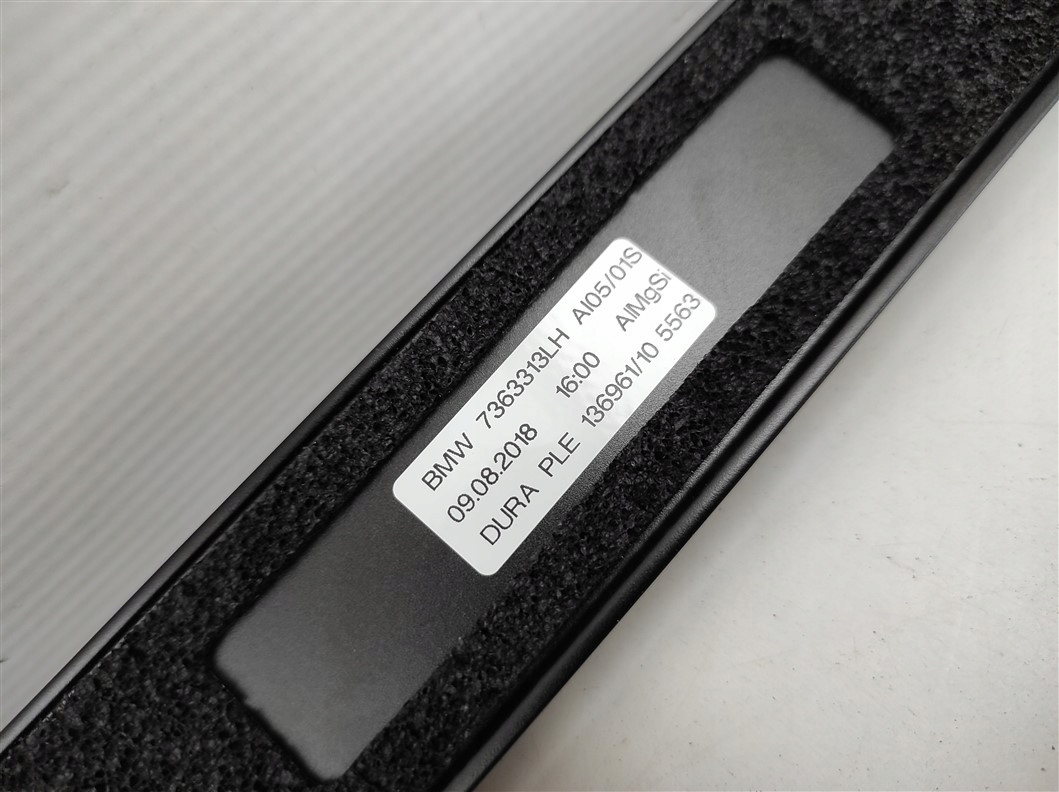 BMW 7363313LH AI05/01S
09.08.2018 16:00 AlMgSi
DURA PLE 136961/10 5563